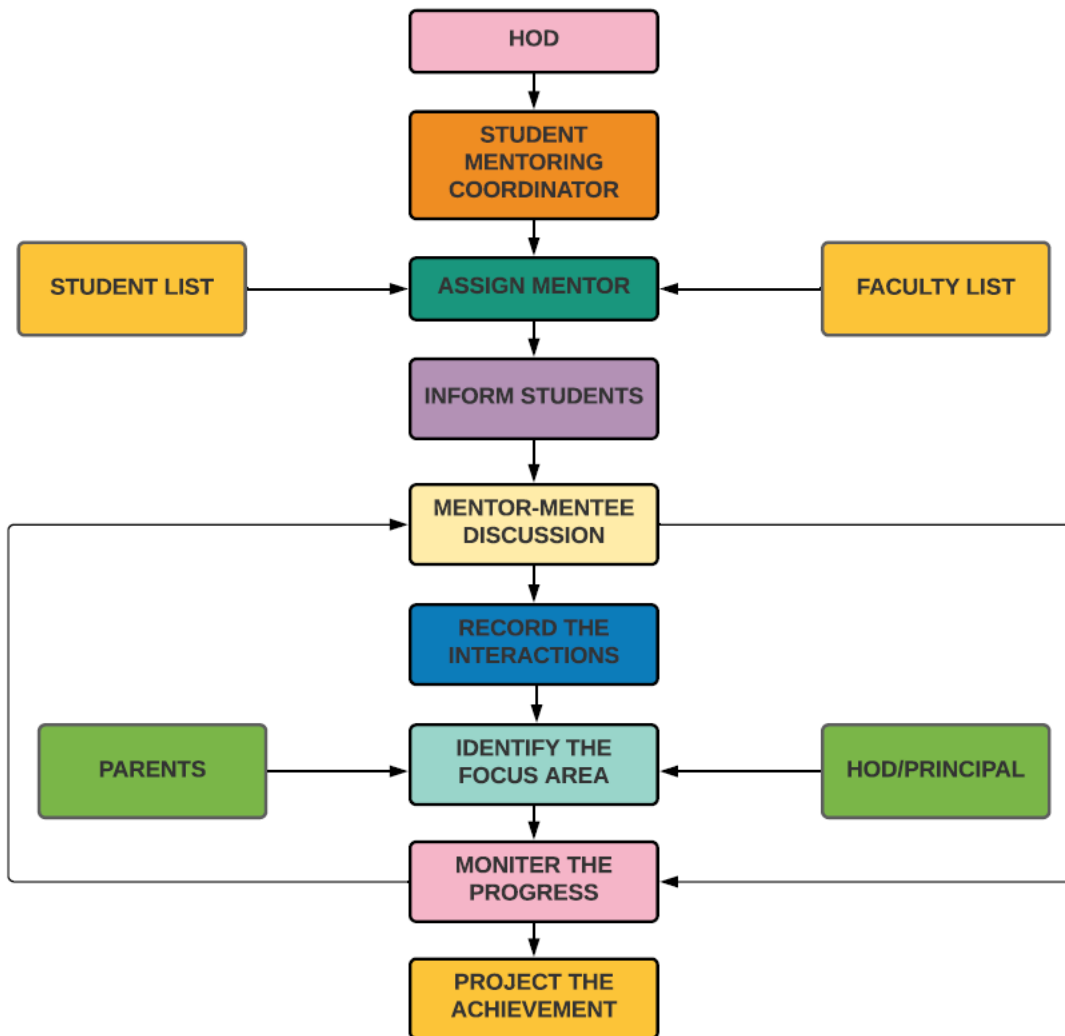 HOD
STUDENT
MENTORING
COORDINATOR
STUDENT LIST
ASSIGN MENTOR
FACULTY LIST
INFORM STUDENTS
MENTOR-MENTEE
DISCUSSION
RECORD THE
INTERACTIONS
PARENTS
IDENTIFY THE
FOCUS AREA
HOD/PRINCIPAL
MONITER THE
PROGRESS
PROJECT THE
ACHIEVEMENT